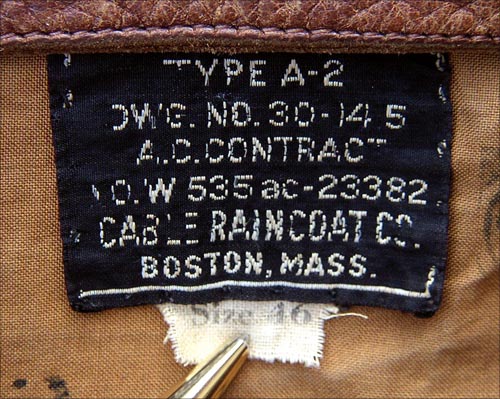 TYPE A-2
DWG. NO. 30-1415
A.C. CONTRACT
NO. W 535 ac-23382
CABLE RAINCOAT CO.
BOSTON, MASS.
Size 46